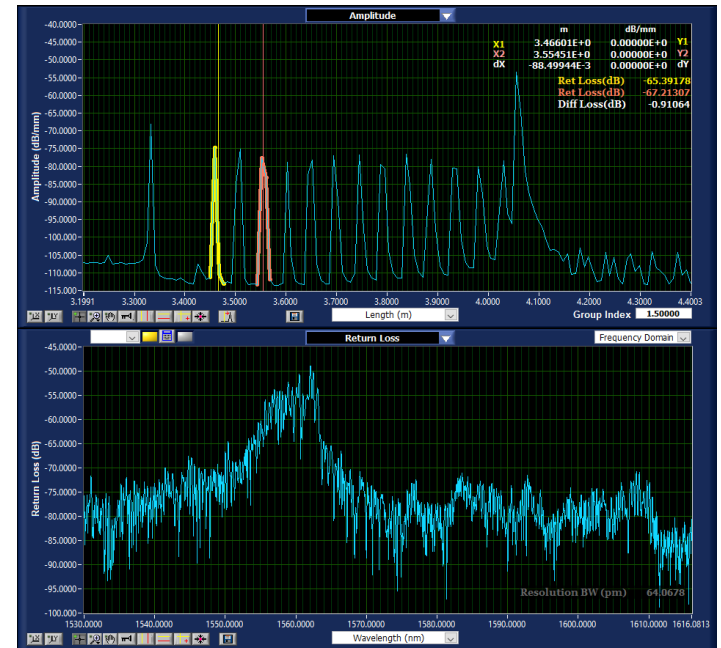 Amplitude
-40.0000
-45.0000
-50.0000
-55.0000
-60.0000
-65.0000
-70.0000
-75.0000
-80.0000
-85.0000
-90.0000
-95.0000
-100.000
-105.000
-110.000
-115.000
Amplitude (dB/mm)
m dB/mm
X1 3.46601E+0 0.00000E+0 Y1
X2 3.55451E+0 0.00000E+0 Y2
dX -88.49944E-3 0.00000E+0 dY
Ret Loss(dB) -65.39178
Ret Loss(dB) -67.21307
Diff Loss(dB) -0.91064
3.1991 3.3000 3.4000 3.5000 3.6000 3.7000 3.8000 3.9000 4.0000 4.1000 4.2000 4.3000 4.4003
Length (m)
Group Index 1.50000
Return Loss
Frequency Domain
-45.0000
-50.0000
-55.0000
-60.0000
-65.0000
-70.0000
-75.0000
-80.0000
-85.0000
-90.0000
-95.0000
-100.000
Return Loss (dB)
Resolution BW (pm) 64.0678
1530.0000 1540.0000 1550.0000 1560.0000 1570.0000 1580.0000 1590.0000 1600.0000 1610.0000 1616.0813
Wavelength (nm)